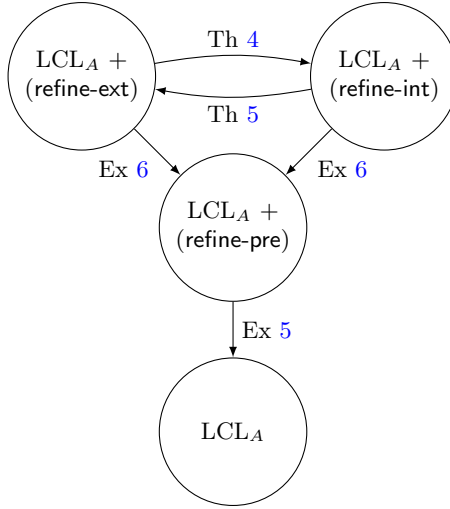 LCL_A +
(refine-ext)
Th 4
LCL_A +
(refine-int)
Th 5
Ex 6
Ex 6
LCL_A +
(refine-pre)
Ex 5
LCL_A